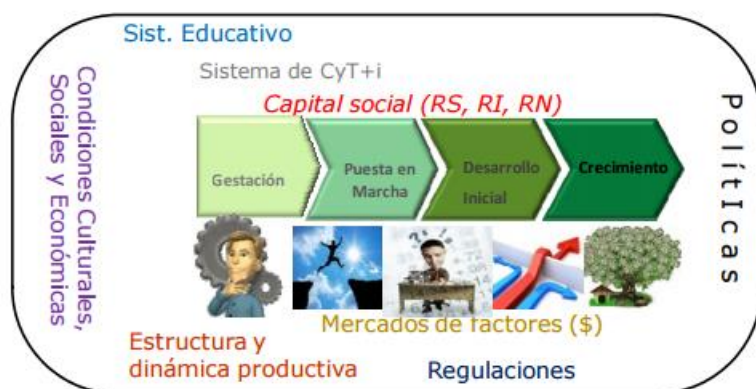 Sist. Educativo
Sistema de CyT+i
Capital social (RS, RI, RN)
Condiciones Culturales,
Sociales y Económicas
Gestación
Puesta en
Marcha
Desarrollo
Inicial
Crecimiento
PolítIcas
Mercados de factores ($)
Estructura y
dinámica productiva
Regulaciones